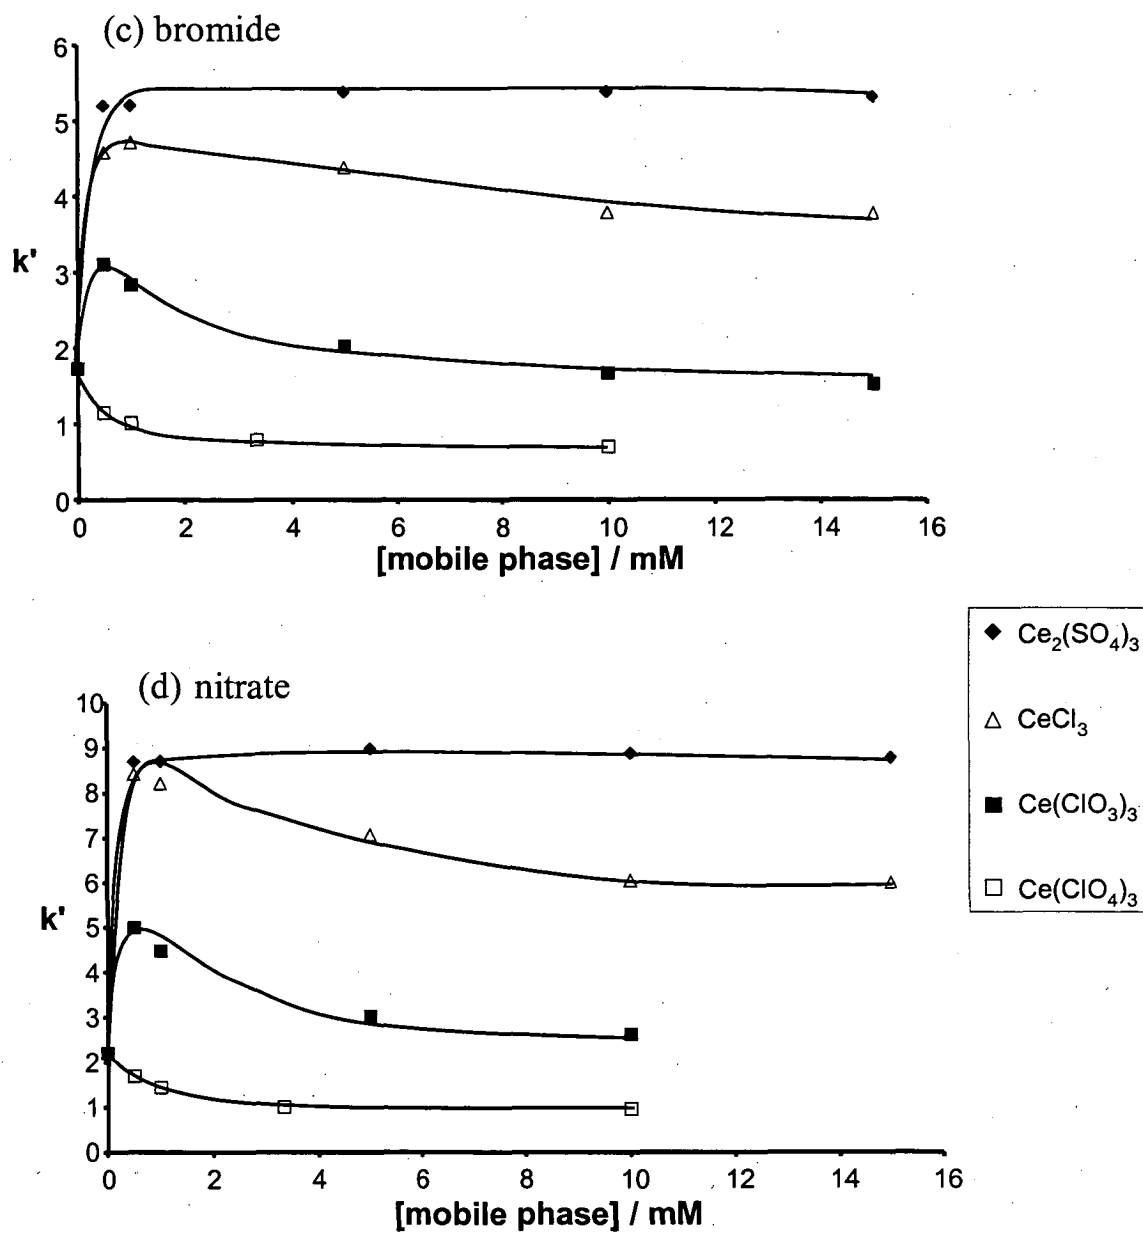 (c) bromide
6
5
4
k'
3
2
1
0
0 2 4 6 8 10 12 14 16
[mobile phase] / mM
(d) nitrate
10
9
8
7
6
k'
5
4
3
2
1
0
0 2 4 6 8 10 12 14 16
[mobile phase] / mM
Ce₂(SO₄)₃
CeCl₃
Ce(ClO₃)₃
Ce(ClO₄)₃